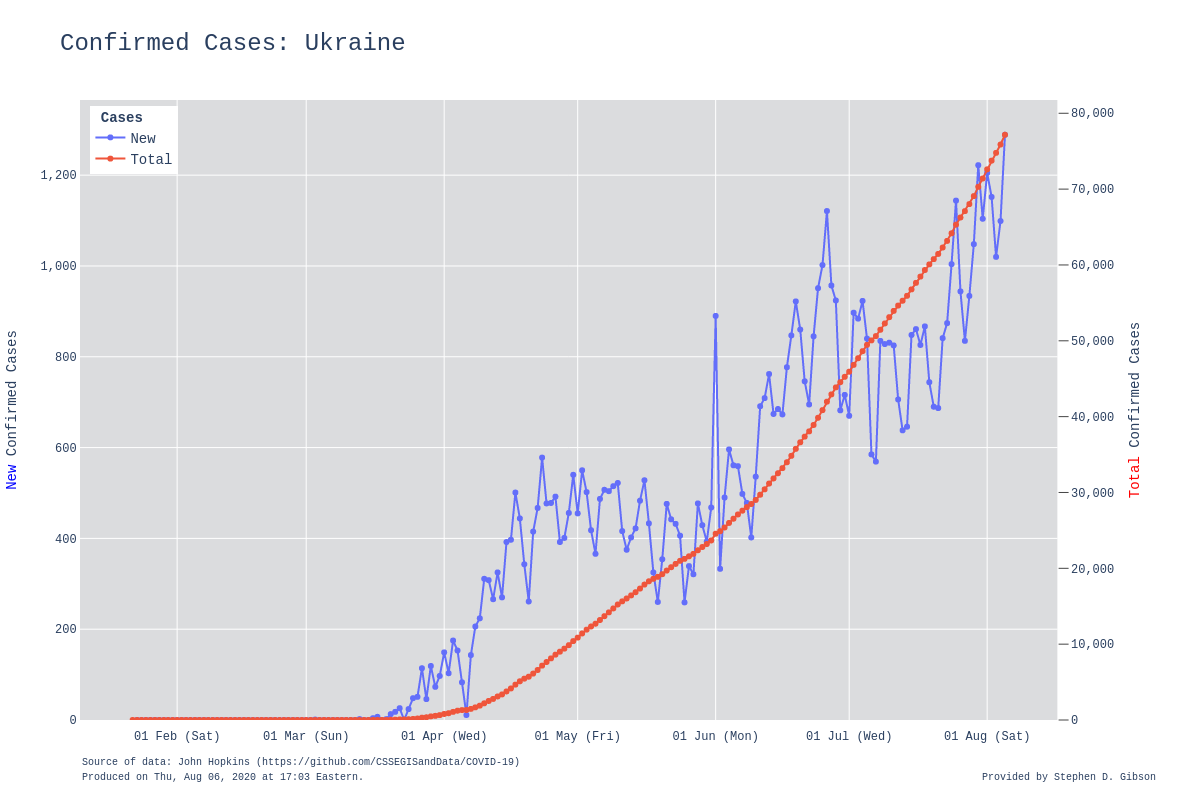 Confirmed Cases: Ukraine
Cases
New
Total
1,200
1,000
800
600
400
200
0
80,000
70,000
60,000
50,000
40,000
30,000
20,000
10,000
0
New Confirmed Cases
Total Confirmed Cases
01 Feb (Sat) 01 Mar (Sun) 01 Apr (Wed) 01 May (Fri) 01 Jun (Mon) 01 Jul (Wed) 01 Aug (Sat)
Source of data: John Hopkins (https://github.com/CSSEGISandData/COVID-19)
Produced on Thu, Aug 06, 2020 at 17:03 Eastern.
Provided by Stephen D. Gibson